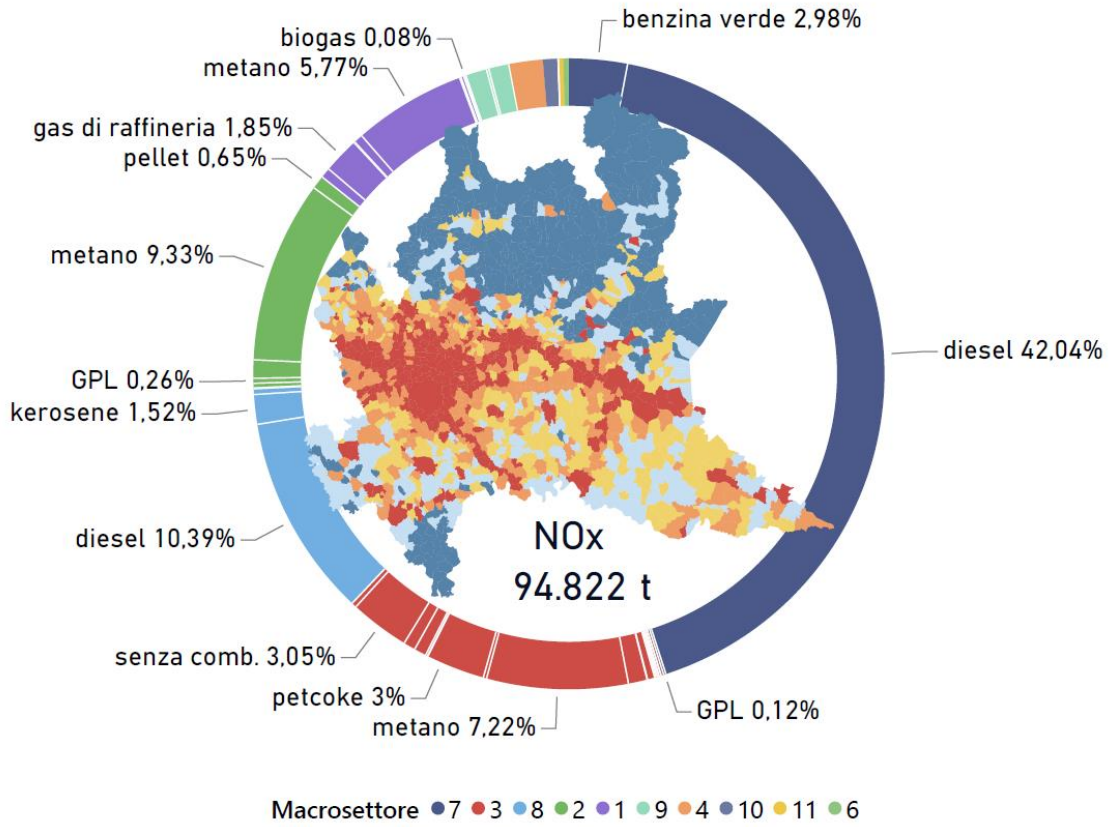 benzina verde 2,98%
biogas 0,08%
metano 5,77%
gas di raffineria 1,85%
pellet 0,65%
metano 9,33%
diesel 42,04%
GPL 0,26%
kerosene 1,52%
diesel 10,39%
NOx
94.822 t
senza comb. 3,05%
petcoke 3%
GPL 0,12%
metano 7,22%
Macrosettore 7 3 8 2 1 9 4 10 11 6